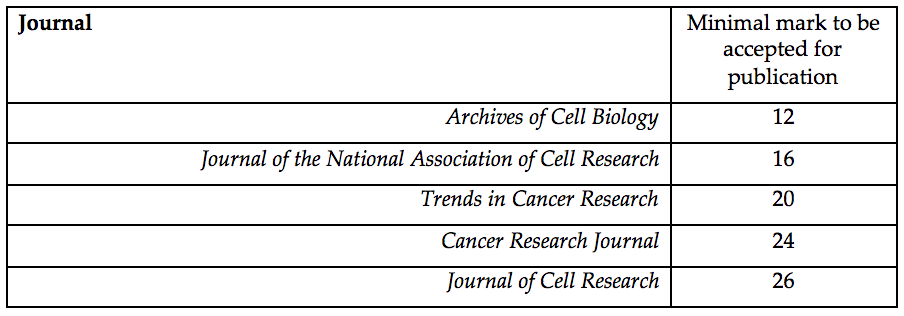 Journal
Minimal mark to be
accepted for
publication
Archives of Cell Biology
12
Journal of the National Association of Cell Research
16
Trends in Cancer Research
20
Cancer Research Journal
24
Journal of Cell Research
26